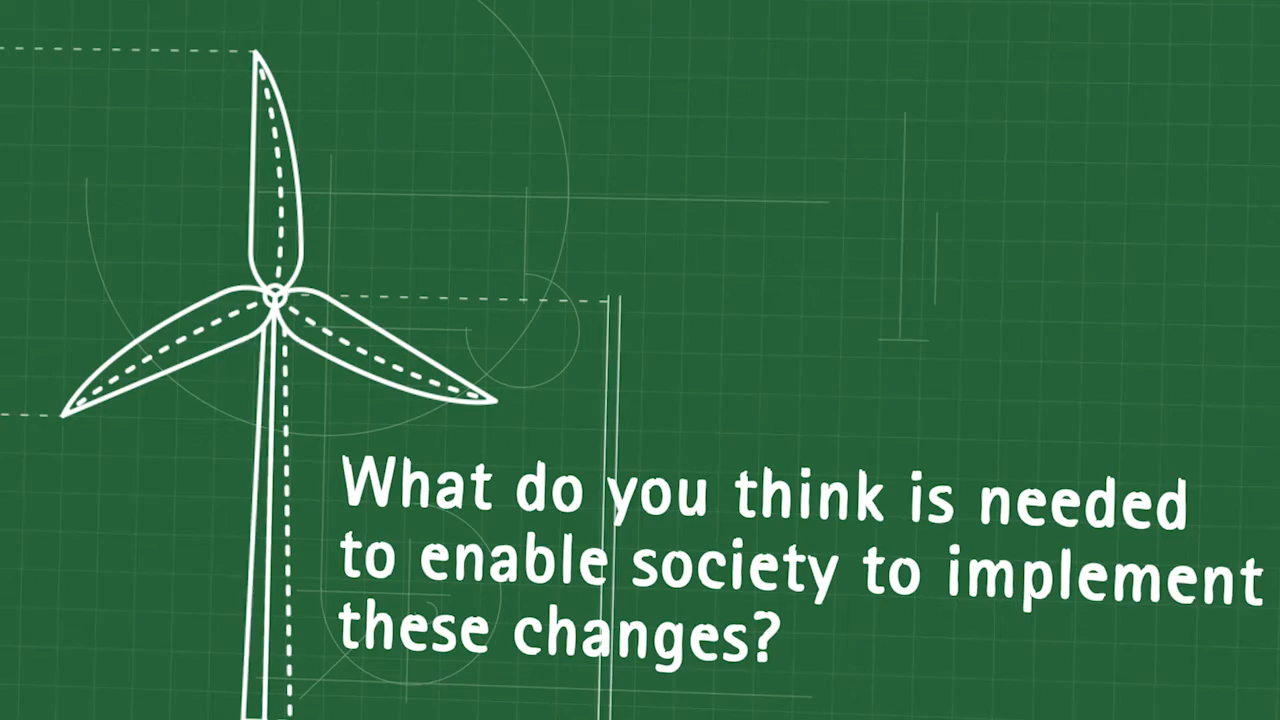 What do you think is needed
to enable society to implement
these changes?